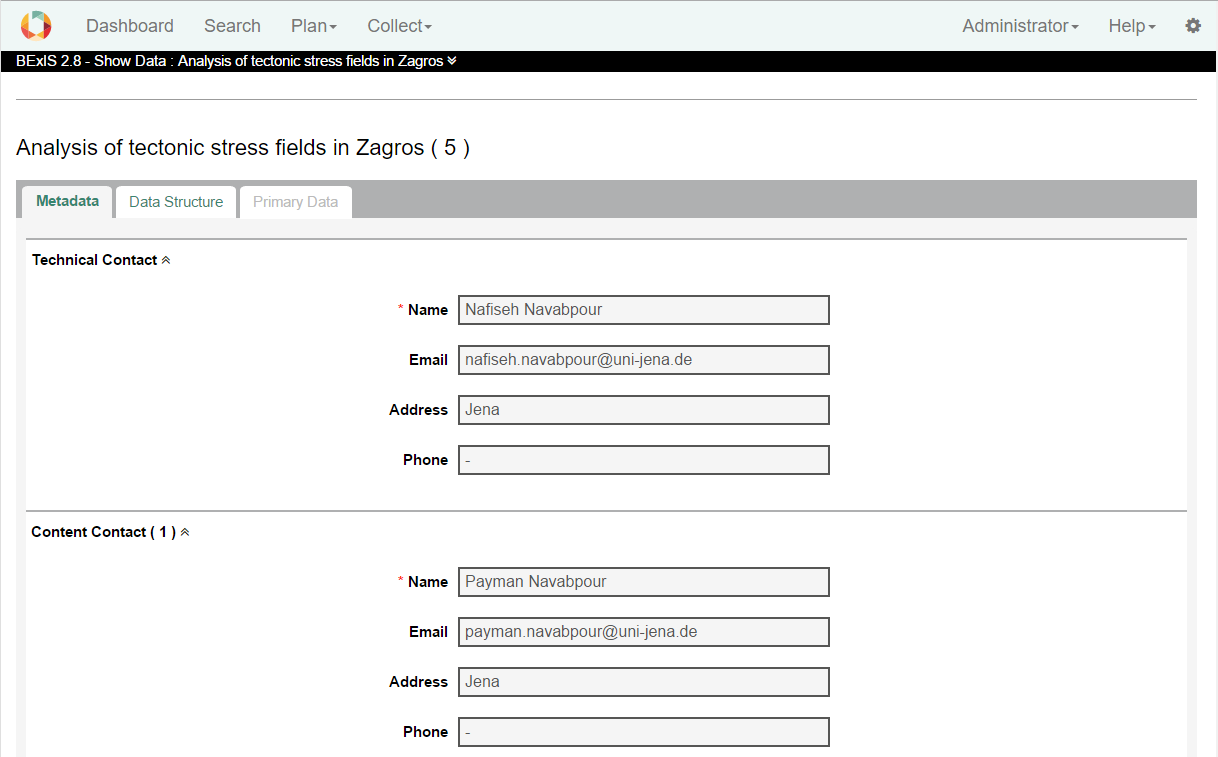 Dashboard Search Plan Collect Administrator Help
BExIS 2.8 - Show Data : Analysis of tectonic stress fields in Zagros
Analysis of tectonic stress fields in Zagros ( 5 )
Metadata Data Structure Primary Data
Technical Contact
* Name Nafiseh Navabpour
Email nafiseh.navabpour@uni-jena.de
Address Jena
Phone -
Content Contact ( 1 )
* Name Payman Navabpour
Email payman.navabpour@uni-jena.de
Address Jena
Phone -